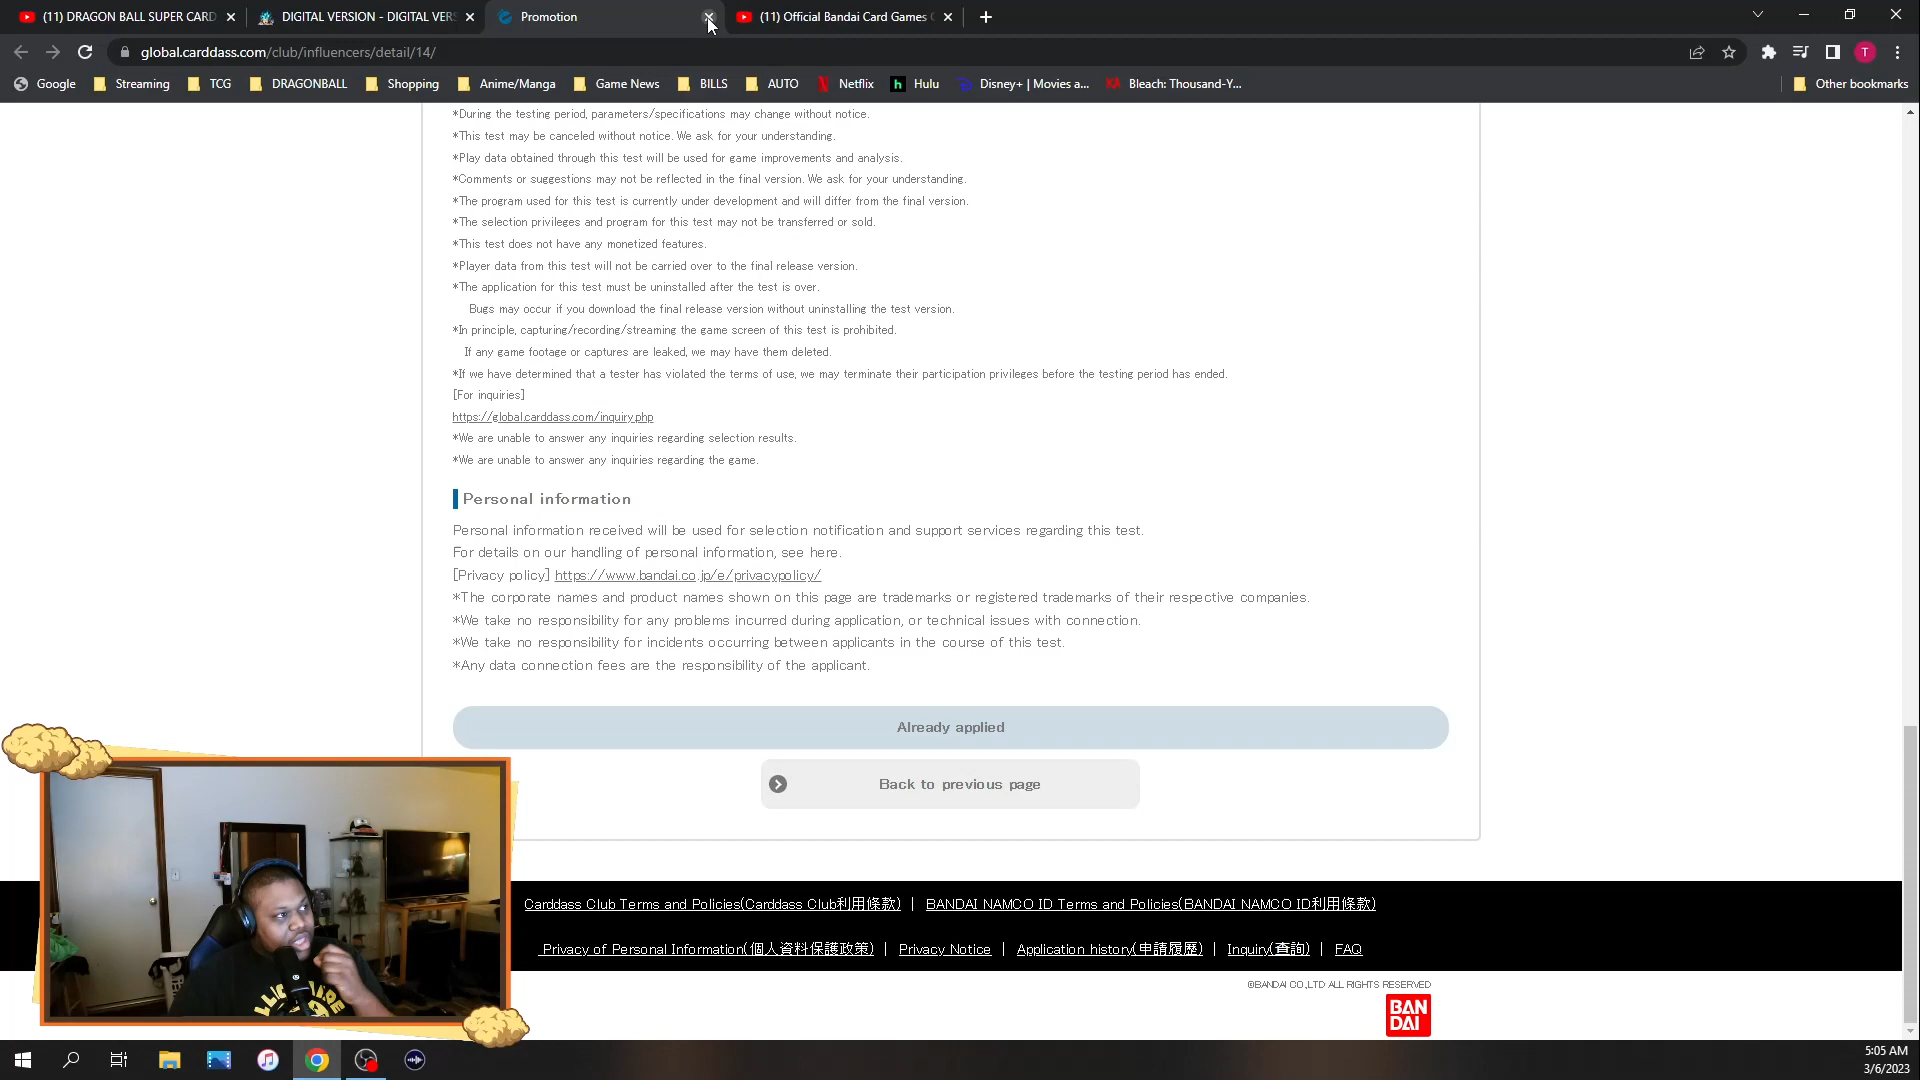 (11) DRAGON BALL SUPER CARD
DIGITAL VERSION - DIGITAL VERS
Promotion
(11) Official Bandai Card Games
global.carddass.com/club/influencers/detail/14/
T
Google
Streaming
TCG
DRAGONBALL
Shopping
Anime/Manga
Game News
BILLS
AUTO
Netflix
h Hulu
Disney+ | Movies a...
Bleach: Thousand-Y...
Other bookmarks
*During the testing period, parameters/specifications may change without notice.
*This test may be canceled without notice. We ask for your understanding.
*Play data obtained through this test will be used for game improvements and analysis.
*Comments or suggestions may not be reflected in the final version. We ask for your understanding.
*The program used for this test is currently under development and will differ from the final version.
*The selection privileges and program for this test may not be transferred or sold.
*This test does not have any monetized features.
*Player data from this test will not be carried over to the final release version.
*The application for this test must be uninstalled after the test is over.
Bugs may occur if you download the final release version without uninstalling the test version.
*In principle, capturing/recording/streaming the game screen of this test is prohibited.
If any game footage or captures are leaked, we may have them deleted.
*If we have determined that a tester has violated the terms of use, we may terminate their participation privileges before the testing period has ended.
[For inquiries]
https://global.carddass.com/inquiry.php
*We are unable to answer any inquiries regarding selection results.
*We are unable to answer any inquiries regarding the game.
Personal information
Personal information received will be used for selection notification and support services regarding this test.
For details on our handling of personal information, see here.
[Privacy policy] https://www.bandai.co.jp/e/privacypolicy/
*The corporate names and product names shown on this page are trademarks or registered trademarks of their respective companies.
*We take no responsibility for any problems incurred during application, or technical issues with connection.
*We take no responsibility for incidents occurring between applicants in the course of this test.
*Any data connection fees are the responsibility of the applicant.
Already applied
Back to previous page
Carddass Club Terms and Policies(Carddass Club利用條款) | BANDAI NAMCO ID Terms and Policies(BANDAI NAMCO ID利用條款)
Privacy of Personal Information(個人資料保護政策) | Privacy Notice | Application history(申請履歷) | Inquiry(查詢) | FAQ
©BANDAI CO.,LTD ALL RIGHTS RESERVED
BAN
DAI
5:05 AM
3/6/2023